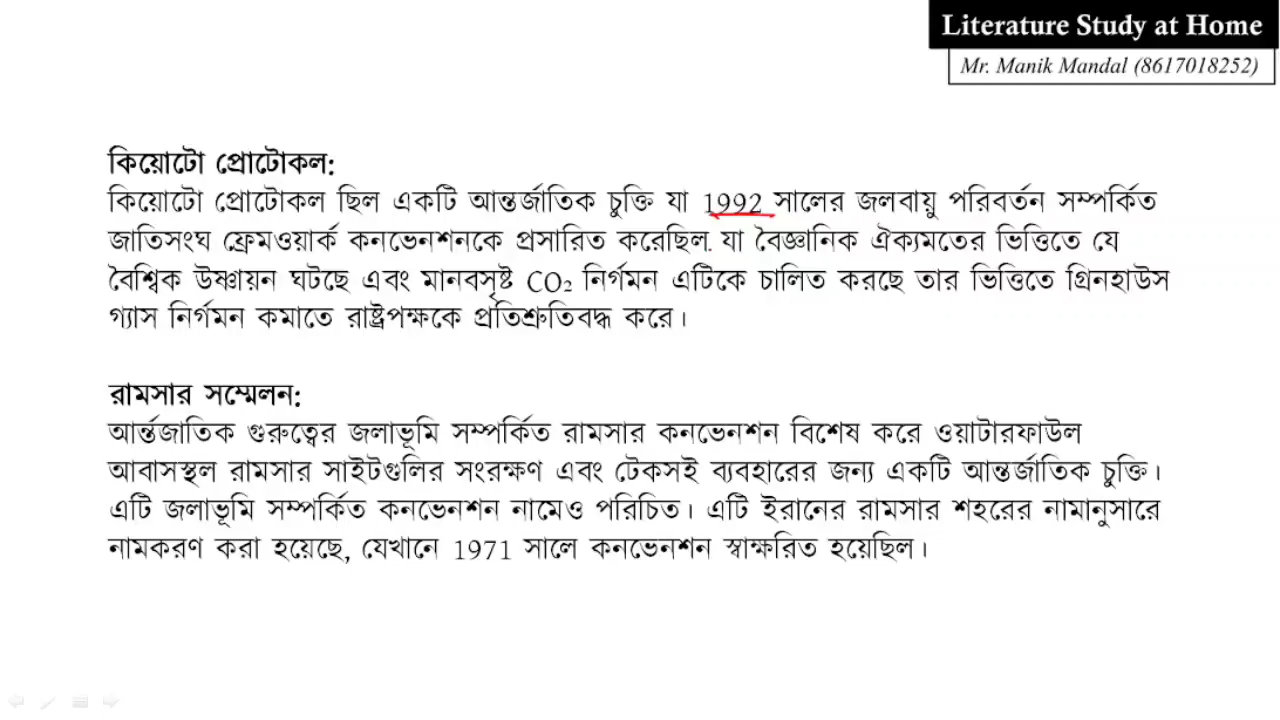 Literature Study at Home
Mr. Manik Mandal (8617018252)
কিয়োটো প্রোটোকল:
কিয়োটো প্রোটোকল ছিল একটি আন্তর্জাতিক চুক্তি যা 1992 সালের জলবায়ু পরিবর্তন সম্পর্কিত
জাতিসংঘ ফ্রেমওয়ার্ক কনভেনশনকে প্রসারিত করেছিল. যা বৈজ্ঞানিক ঐক্যমতের ভিত্তিতে যে
বৈশ্বিক উষ্ণায়ন ঘটছে এবং মানবসৃষ্ট CO₂ নির্গমন এটিকে চালিত করছে তার ভিত্তিতে গ্রিনহাউস
গ্যাস নির্গমন কমাতে রাষ্ট্রপক্ষকে প্রতিশ্রুতিবদ্ধ করে।
রামসার সম্মেলন:
আর্ন্তজাতিক গুরুত্বের জলাভূমি সম্পর্কিত রামসার কনভেনশন বিশেষ করে ওয়াটারফাউল
আবাসস্থল রামসার সাইটগুলির সংরক্ষণ এবং টেকসই ব্যবহারের জন্য একটি আন্তর্জাতিক চুক্তি।
এটি জলাভূমি সম্পর্কিত কনভেনশন নামেও পরিচিত। এটি ইরানের রামসার শহরের নামানুসারে
নামকরণ করা হয়েছে, যেখানে 1971 সালে কনভেনশন স্বাক্ষরিত হয়েছিল।